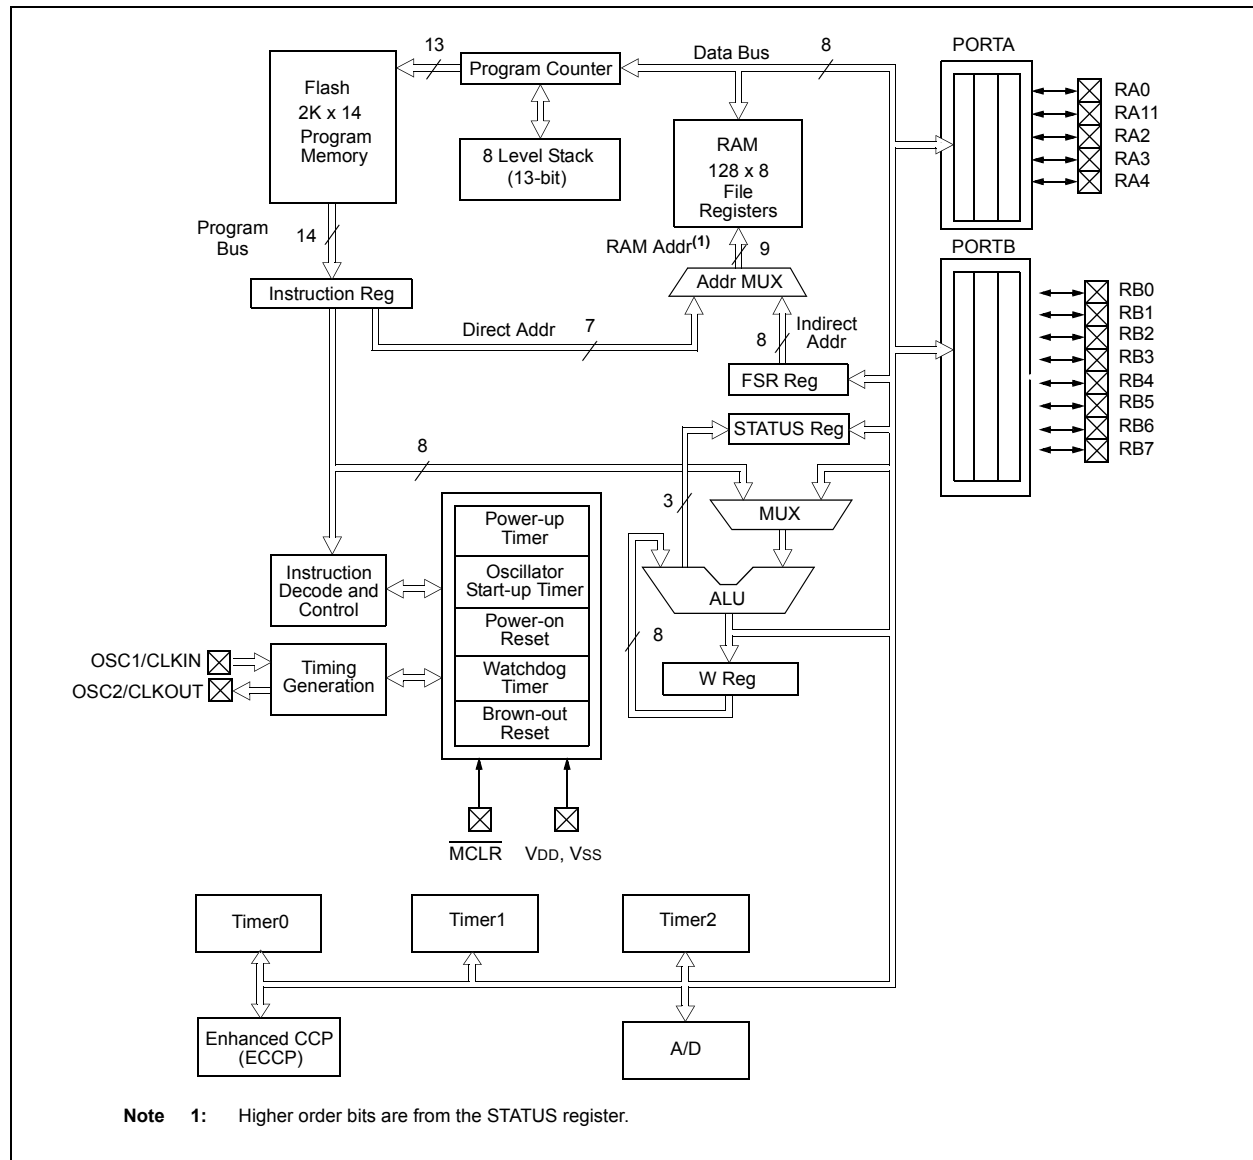 13
Data Bus
8
PORTA
Program Counter
Flash
2K x 14
Program
Memory
8 Level Stack
(13-bit)
RAM
128 x 8
File
Registers
RA0
RA11
RA2
RA3
RA4
Program
Bus
14
RAM Addr(1)
9
PORTB
Instruction Reg
Addr MUX
Direct Addr
7
8
Indirect
Addr
FSR Reg
STATUS Reg
RB0
RB1
RB2
RB3
RB4
RB5
RB6
RB7
8
3
MUX
Power-up
Timer
Oscillator
Start-up Timer
Power-on
Reset
Watchdog
Timer
Brown-out
Reset
Instruction
Decode and
Control
ALU
8
W Reg
OSC1/CLKIN
OSC2/CLKOUT
Timing
Generation
MCLR
VDD, VSS
Timer0
Timer1
Timer2
Enhanced CCP
(ECCP)
A/D
Note 1: Higher order bits are from the STATUS register.